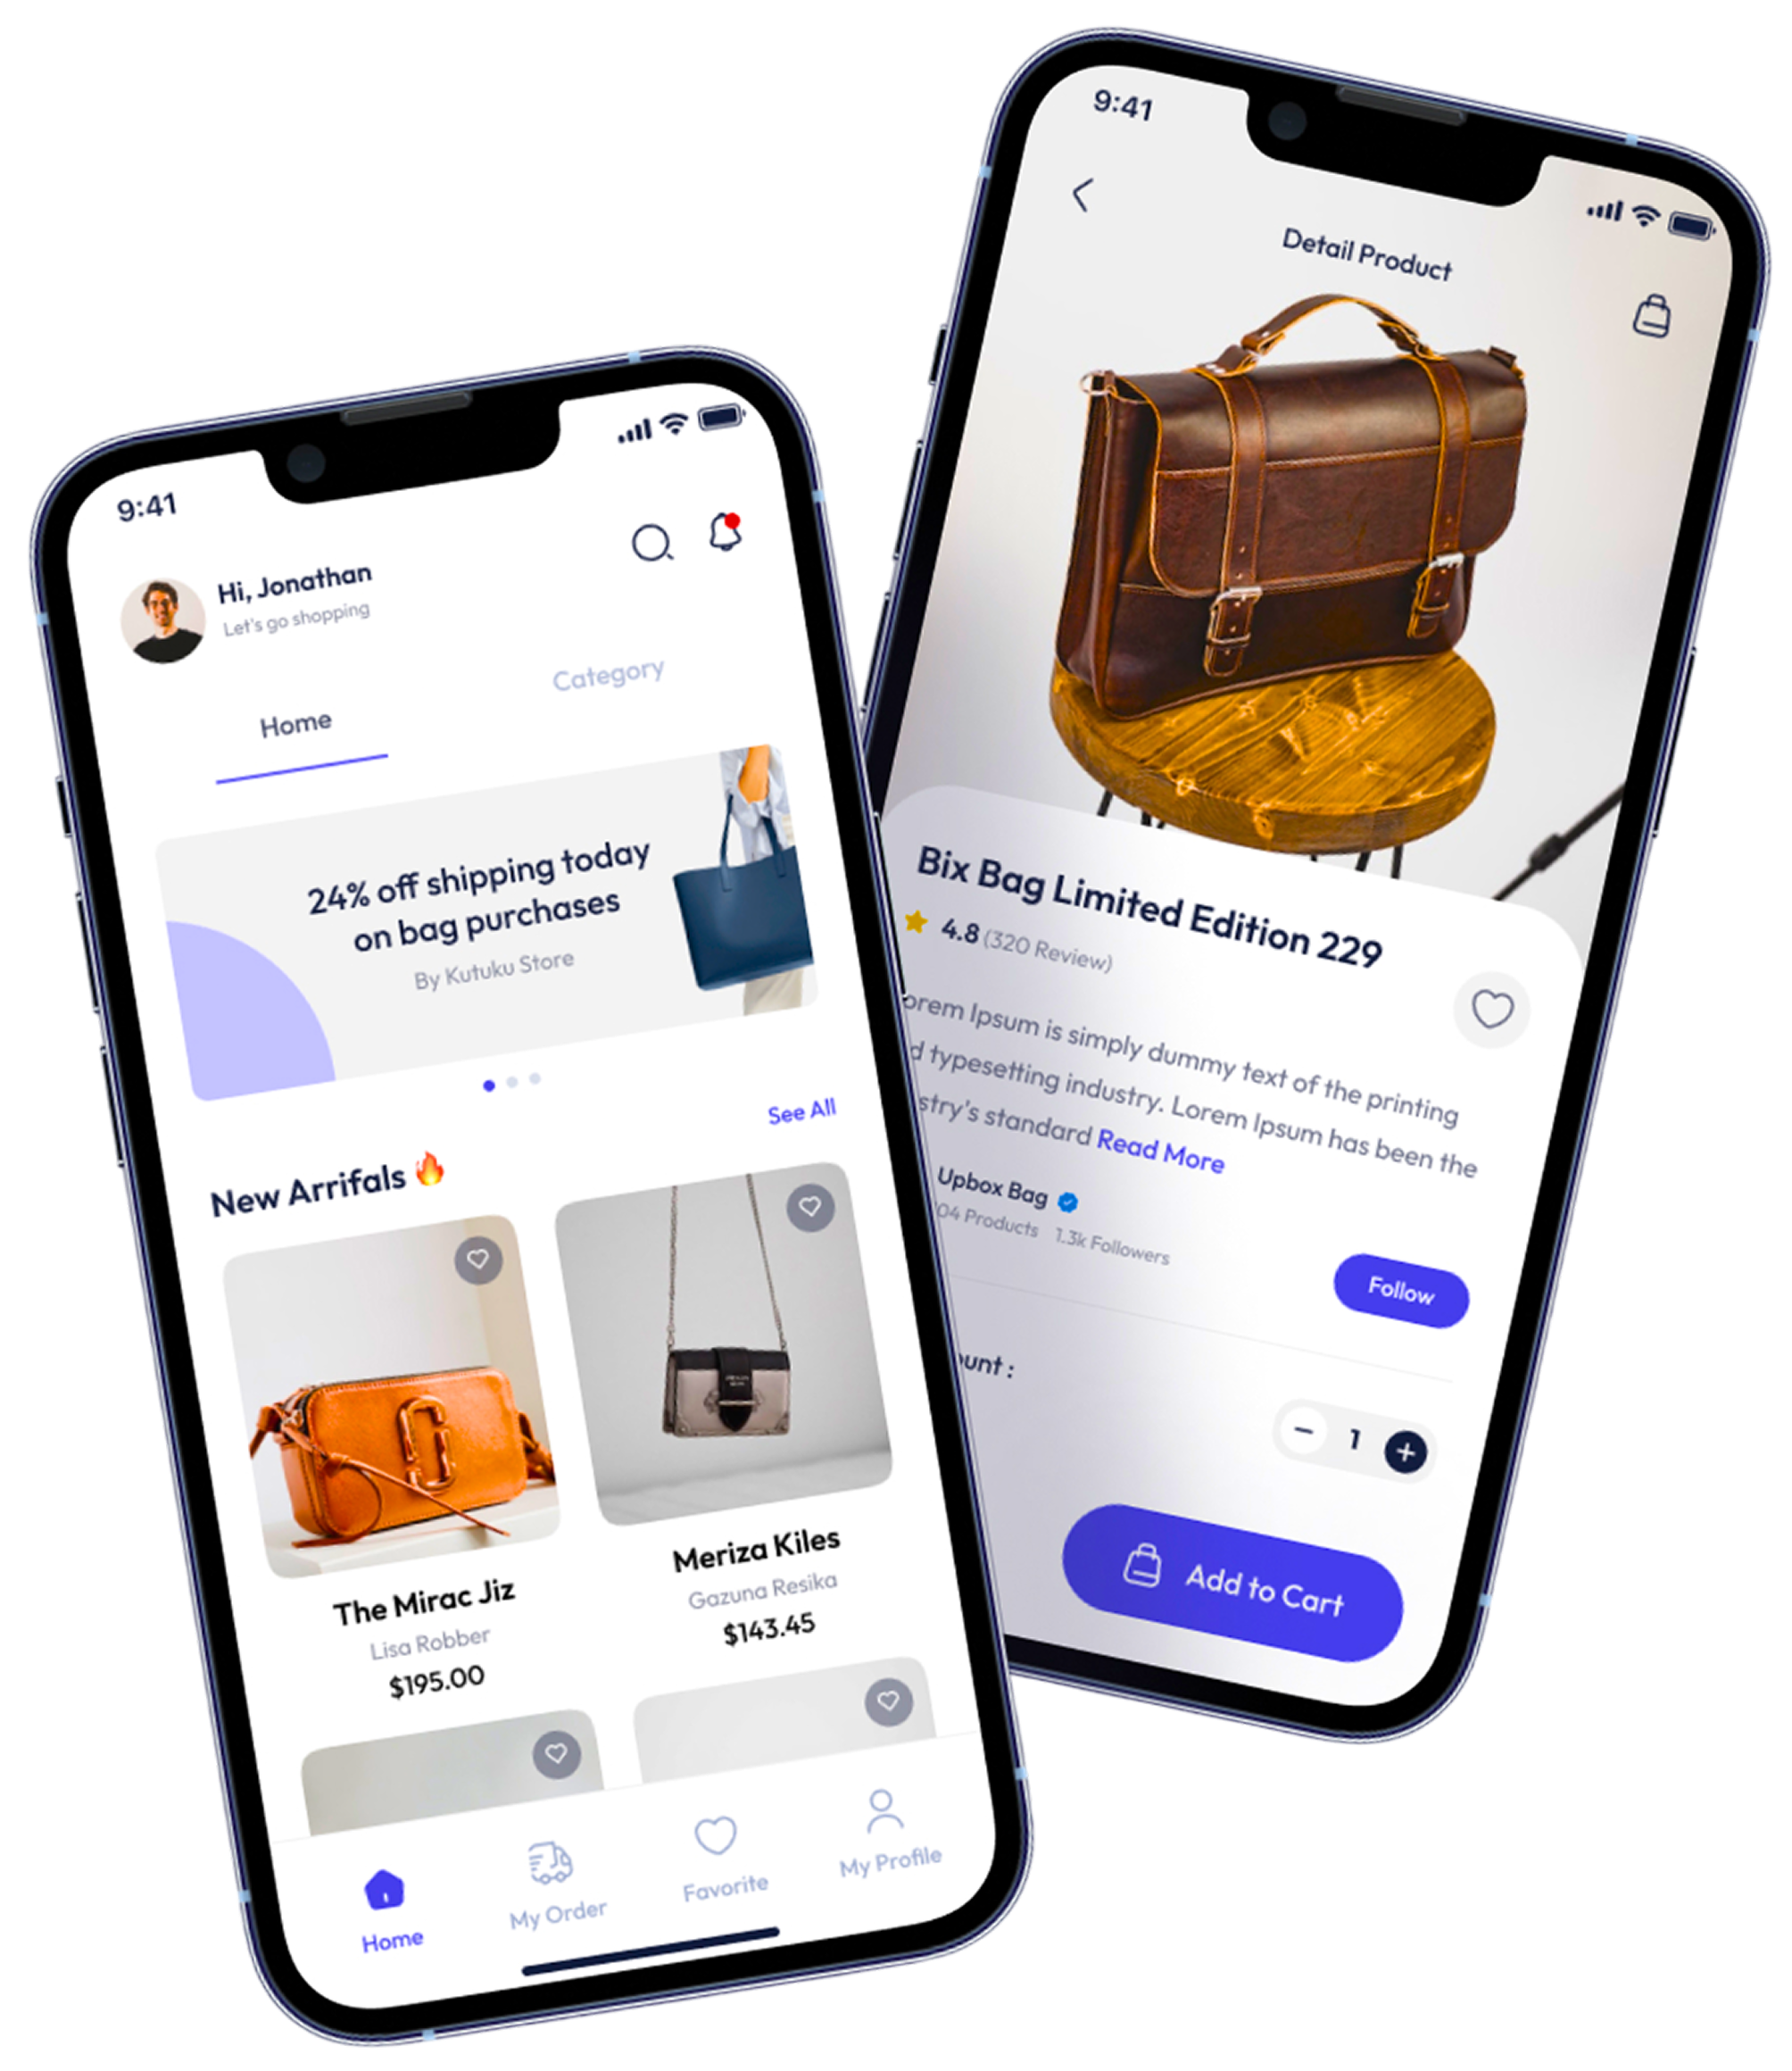 9:41
Hi, Jonathan
Let's go shopping
Home
Category
24% off shipping today
on bag purchases
By Kutuku Store
See All
New Arrifals
The Mirac Jiz
Lisa Robber
$195.00
Meriza Kiles
Gazuna Resika
$143.45
Home
My Order
Favorite
My Profile
9:41
Detail Product
Bix Bag Limited Edition 229
4.8 (320 Review)
orem Ipsum is simply dummy text of the printing
d typesetting industry. Lorem Ipsum has been the
stry's standard Read More
Upbox Bag
04 Products 1.3k Followers
Follow
ount :
1
Add to Cart